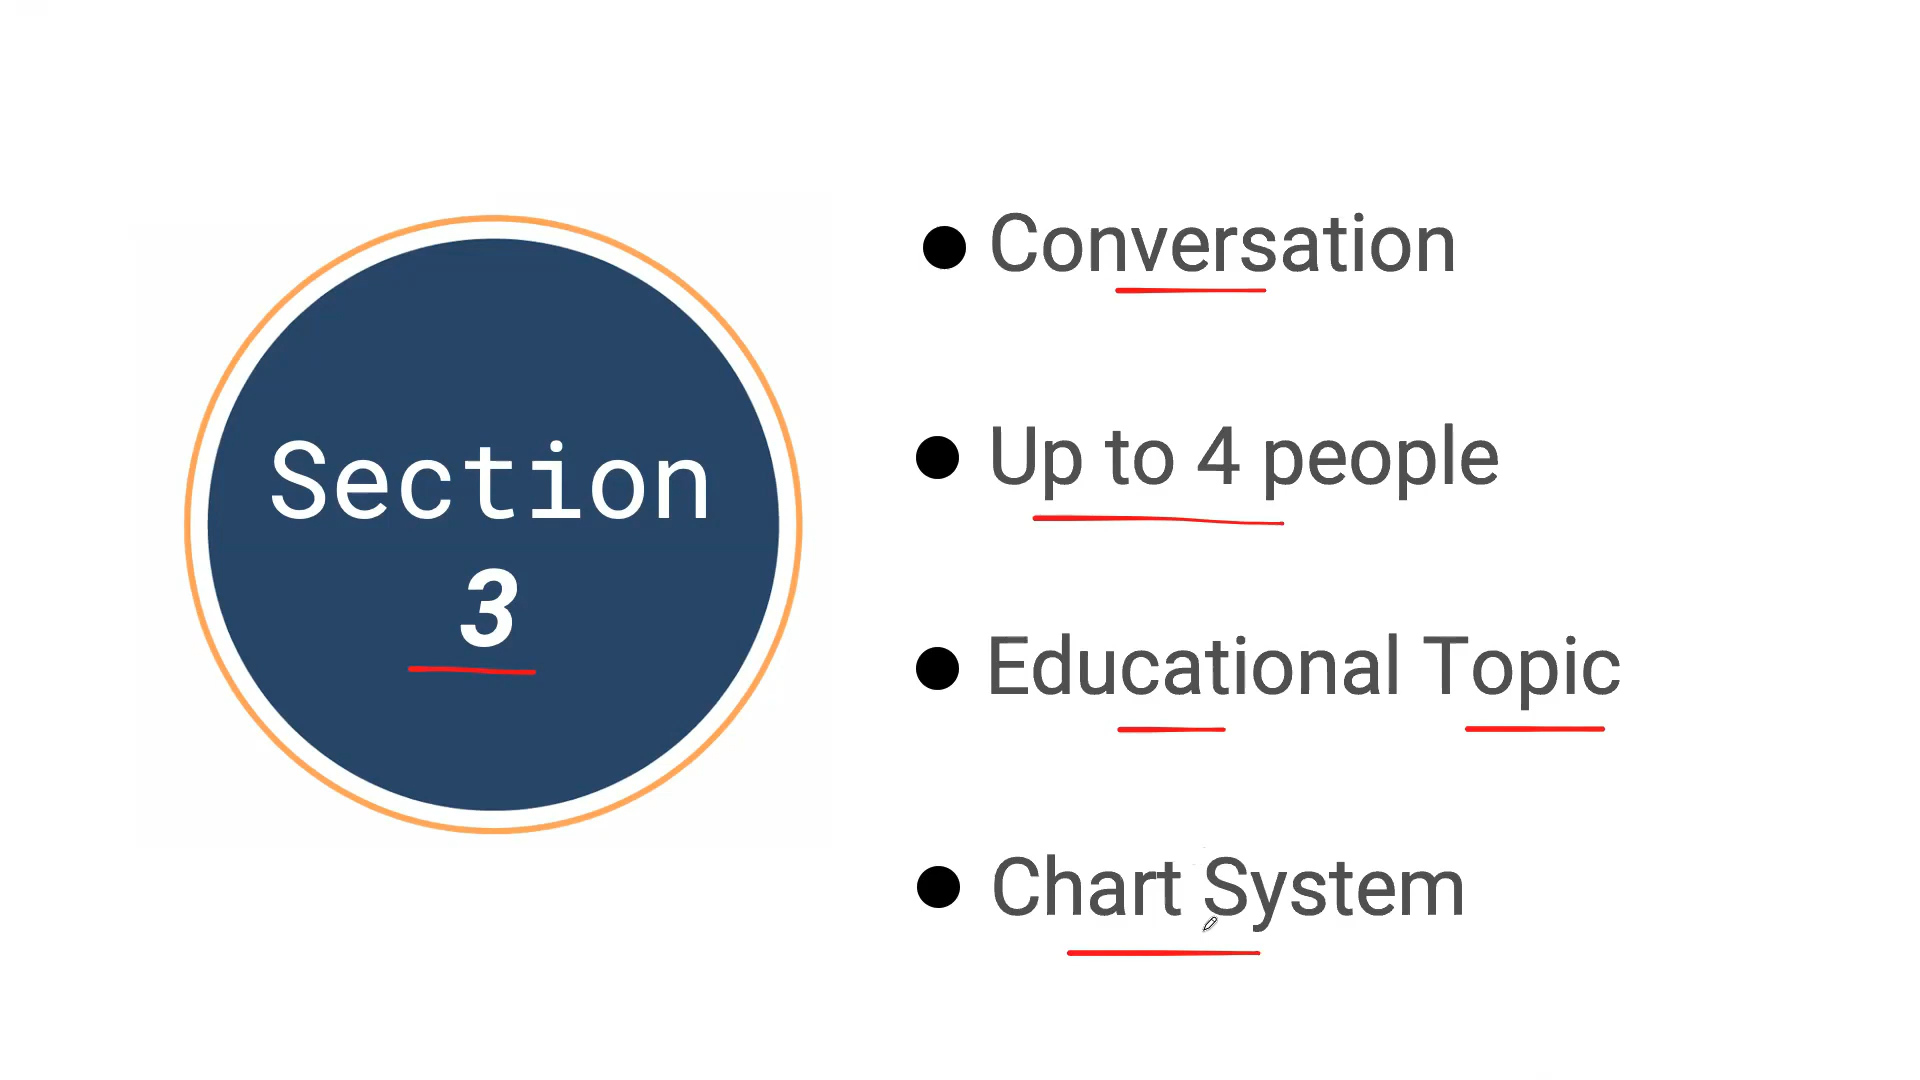 Section
3
Conversation
Up to 4 people
Educational Topic
Chart System